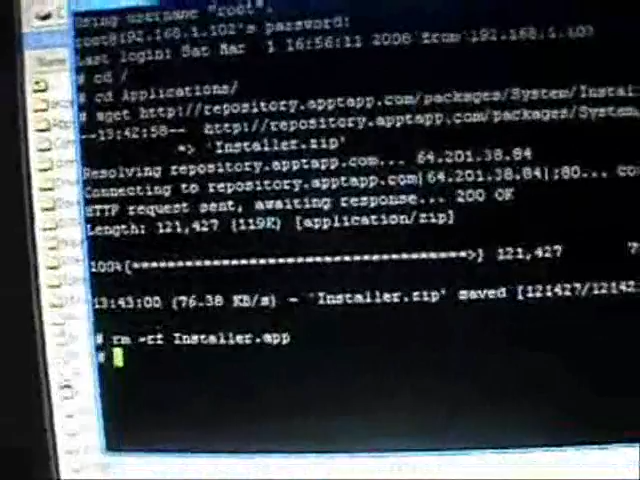 Using username "root".
root@192.168.1.102's password:
Last login: Sat Mar 1 16:56:11 2008 from 192.168.1.103
# cd /
# cd Applications/
# wget http://repository.apptapp.com/packages/System/Instal
--13:42:58-- http://repository.apptapp.com/packages/System
=> `Installer.zip'
Resolving repository.apptapp.com... 64.201.38.84
Connecting to repository.apptapp.com|64.201.38.84|:80... co
HTTP request sent, awaiting response... 200 OK
Length: 121,427 (119K) [application/zip]
100%[====================================>] 121,427 7
13:43:00 (76.38 KB/s) - `Installer.zip' saved [121427/12142
# rm -rf Installer.app
#